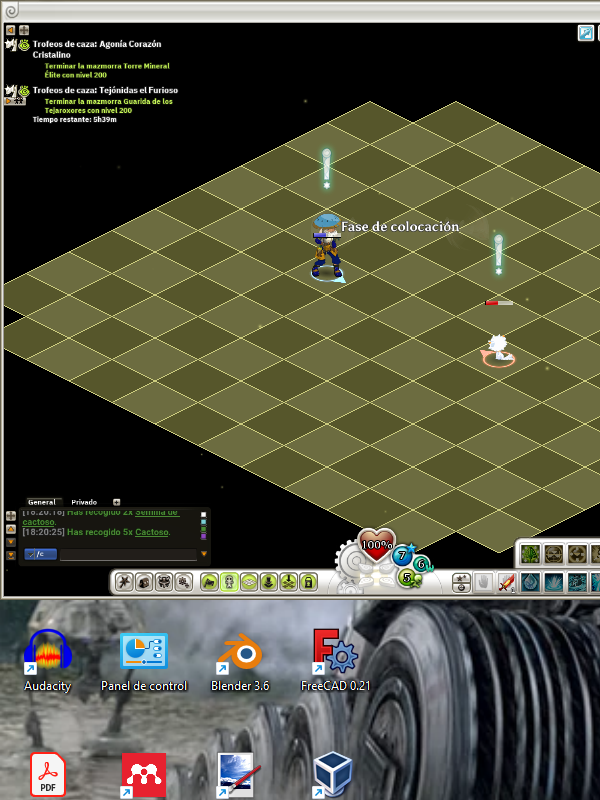 Trofeos de caza: Agonía Corazón
Cristalino
Terminar la mazmorra Torre Mineral
Élite con nivel 200
Trofeos de caza: Tejónidas el Furioso
Terminar la mazmorra Guarida de los
Tejaroxores con nivel 200
Tiempo restante: 5h39m
Fase de colocación
General
Privado
[18:20:18] Has recogido 2x Semilla de
cactoso.
[18:20:25] Has recogido 5x Cactoso.
/c
100%
7
6
5
Audacity
Panel de control
Blender 3.6
FreeCAD 0.21
PDF